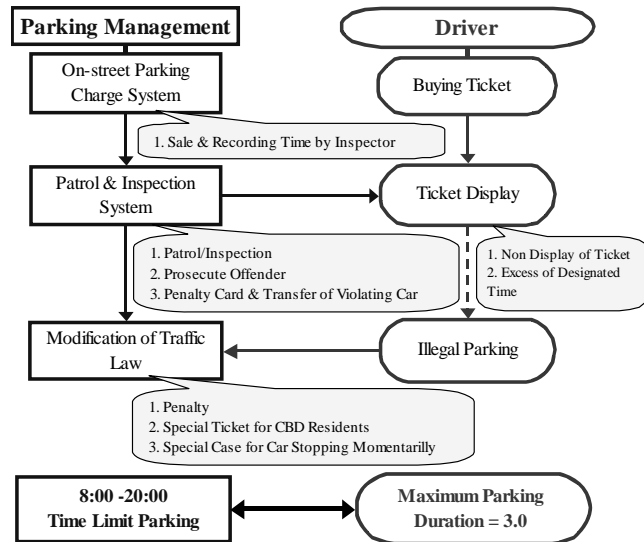 Parking Management
Driver
On-street Parking
Charge System
Buying Ticket
1. Sale & Recording Time by Inspector
Patrol & Inspection
System
Ticket Display
1. Patrol/Inspection
2. Prosecute Offender
3. Penalty Card & Transfer of Violating Car
1. Non Display of Ticket
2. Excess of Designated
Time
Modification of Traffic
Law
Illegal Parking
1. Penalty
2. Special Ticket for CBD Residents
3. Special Case for Car Stopping Momentarilly
8:00 -20:00
Time Limit Parking
Maximum Parking
Duration = 3.0